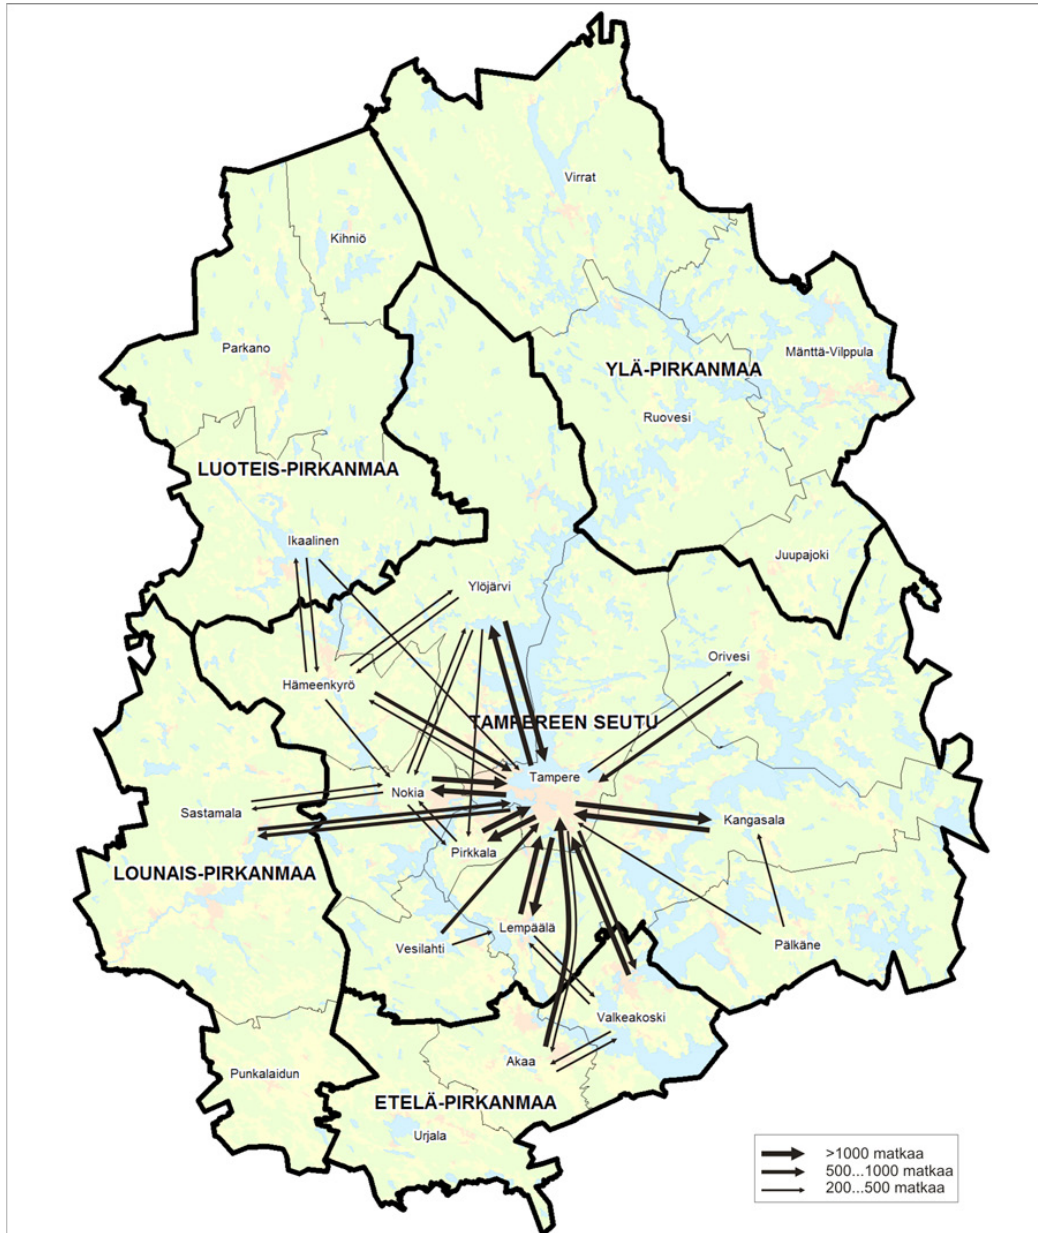 Virrat
Kihniö
Parkano
Mänttä-Vilppula
YLÄ-PIRKANMAA
Ruovesi
LUOTEIS-PIRKANMAA
Ikaalinen
Juupajoki
Ylöjärvi
Orivesi
Hämeenkyrö
TAMPEREEN SEUTU
Tampere
Nokia
Sastamala
Kangasala
Pirkkala
LOUNAIS-PIRKANMAA
Lempäälä
Vesilahti
Pälkäne
Valkeakoski
Akaa
Punkalaidun
ETELÄ-PIRKANMAA
Urjala
>1000 matkaa
500...1000 matkaa
200...500 matkaa